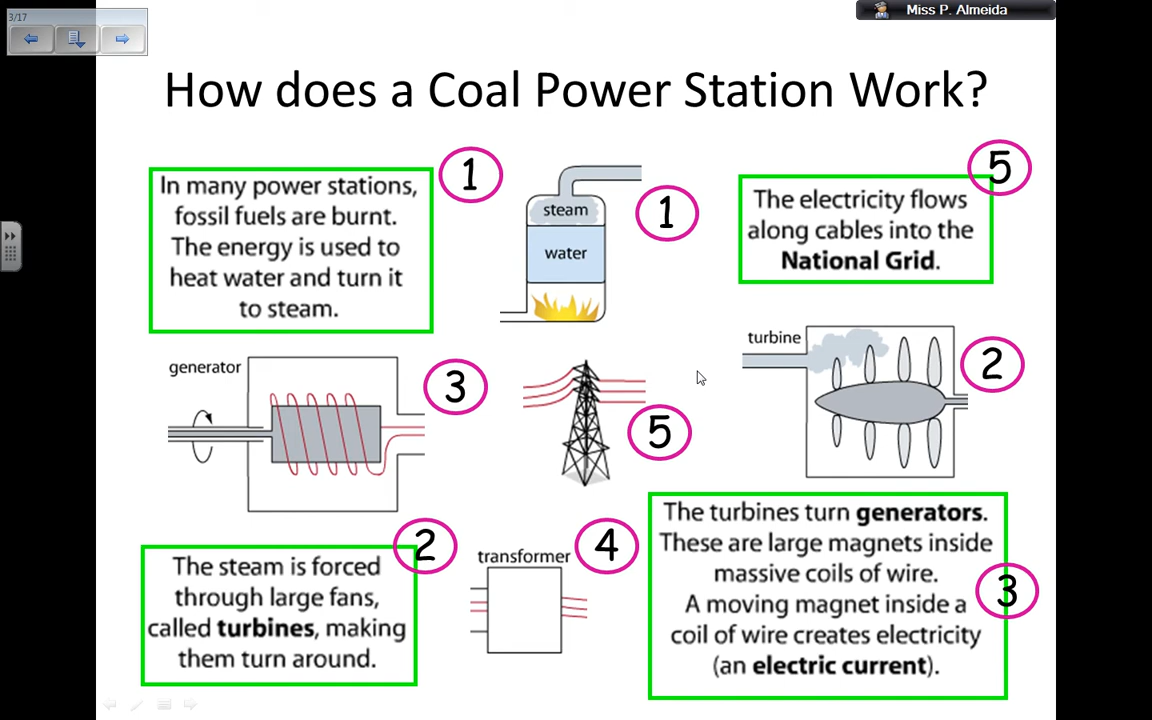 3/17
Miss P. Almeida
How does a Coal Power Station Work?
1
In many power stations,
fossil fuels are burnt.
The energy is used to
heat water and turn it
to steam.
steam
water
1
5
The electricity flows
along cables into the
National Grid.
generator
3
5
turbine
2
2
The steam is forced
through large fans,
called turbines, making
them turn around.
transformer
4
The turbines turn generators.
These are large magnets inside
massive coils of wire.
A moving magnet inside a
coil of wire creates electricity
(an electric current).
3